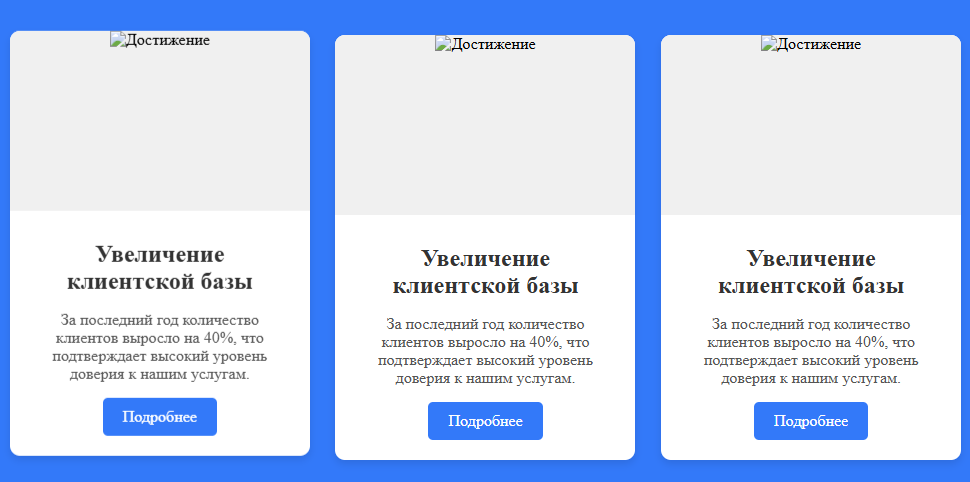 Достижение
Увеличение
клиентской базы
За последний год количество
клиентов выросло на 40%, что
подтверждает высокий уровень
доверия к нашим услугам.
Подробнее
Достижение
Увеличение
клиентской базы
За последний год количество
клиентов выросло на 40%, что
подтверждает высокий уровень
доверия к нашим услугам.
Подробнее
Достижение
Увеличение
клиентской базы
За последний год количество
клиентов выросло на 40%, что
подтверждает высокий уровень
доверия к нашим услугам.
Подробнее